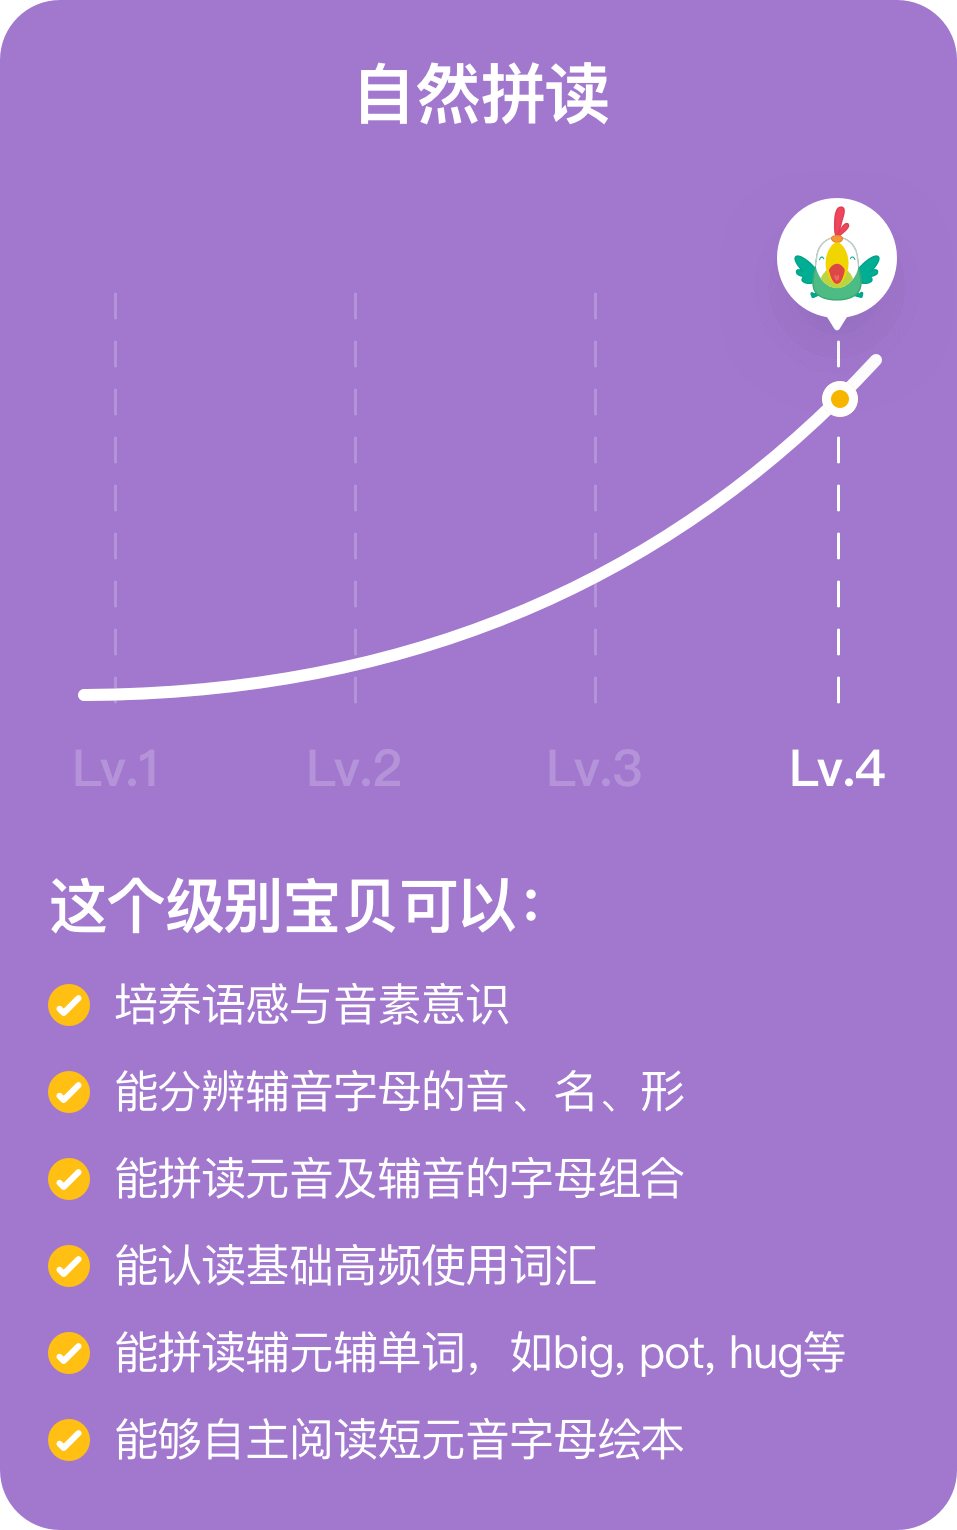 自然拼读
Lv.1 Lv.2 Lv.3 Lv.4
这个级别宝贝可以：
培养语感与音素意识
能分辨辅音字母的音、名、形
能拼读元音及辅音的字母组合
能认读基础高频使用词汇
能拼读辅元辅单词，如big, pot, hug等
能够自主阅读短元音字母绘本